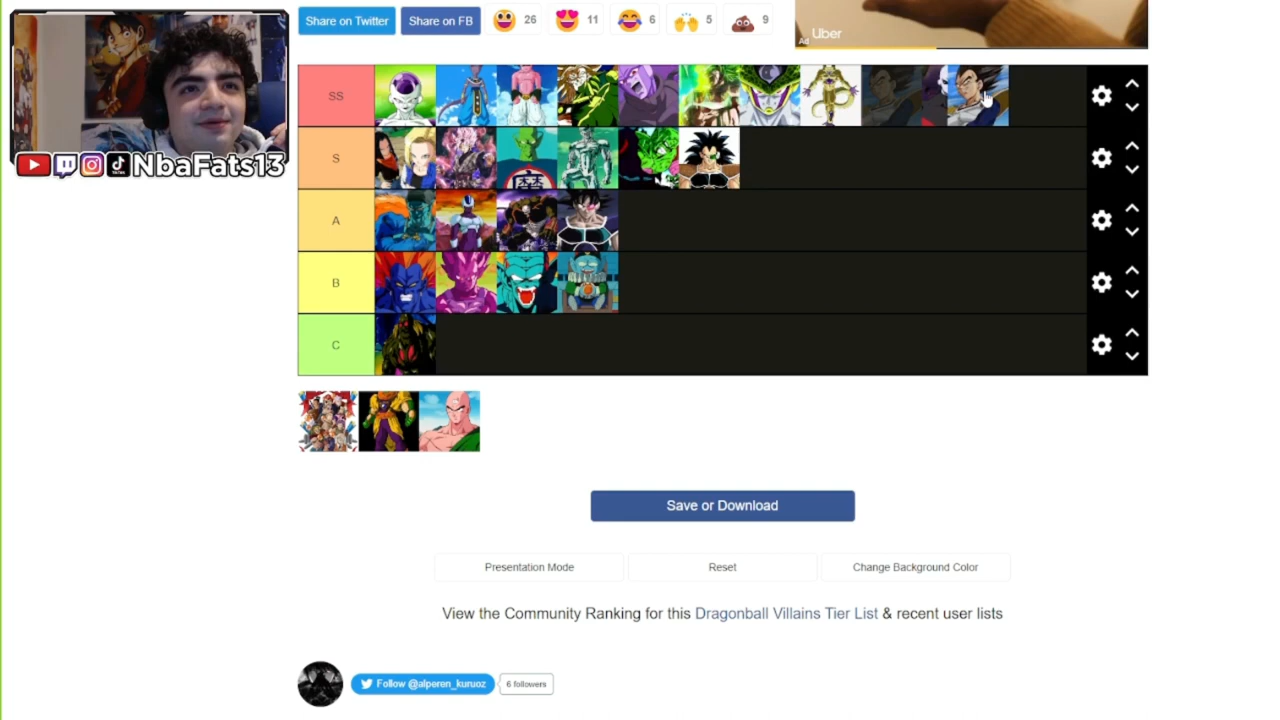 Share on Twitter
Share on FB
26
11
6
5
9
Ad
Uber
NbaFats13
SS
S
A
B
C
Save or Download
Presentation Mode
Reset
Change Background Color
View the Community Ranking for this Dragonball Villains Tier List & recent user lists
Follow @alperen_kuruoz
6 followers